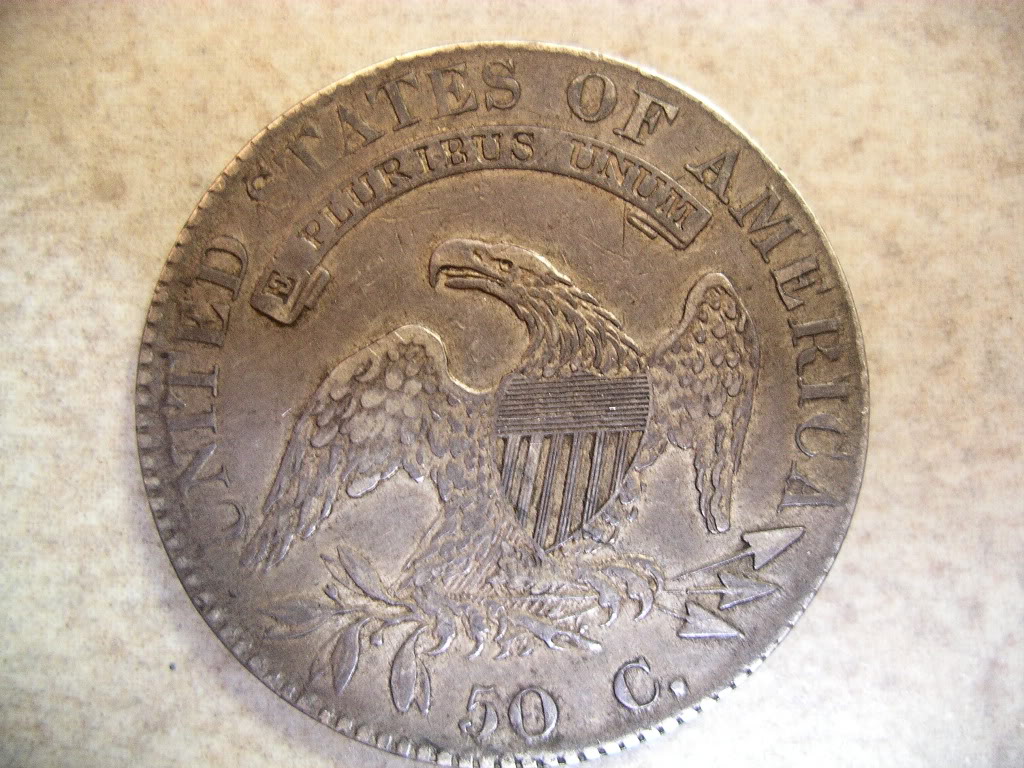 UNITED STATES OF AMERICA
E PLURIBUS UNUM
50 C.